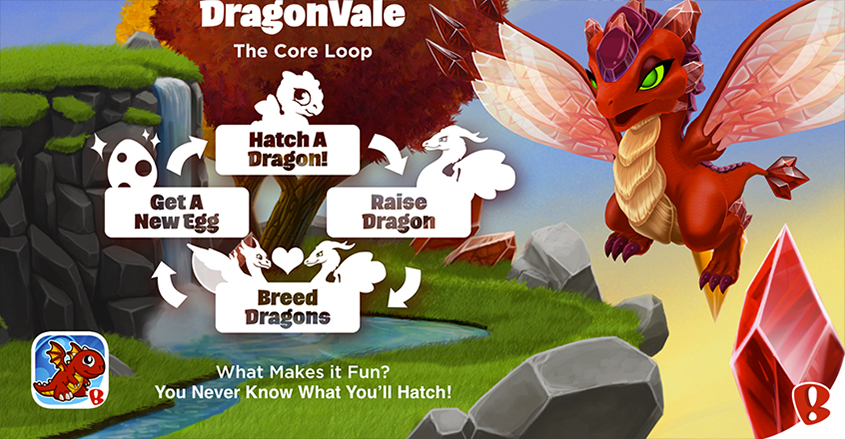 DragonVale
The Core Loop
Hatch A
Dragon!
Get A
New Egg
Raise
Dragon
Breed
Dragons
What Makes it Fun?
You Never Know What You'll Hatch!